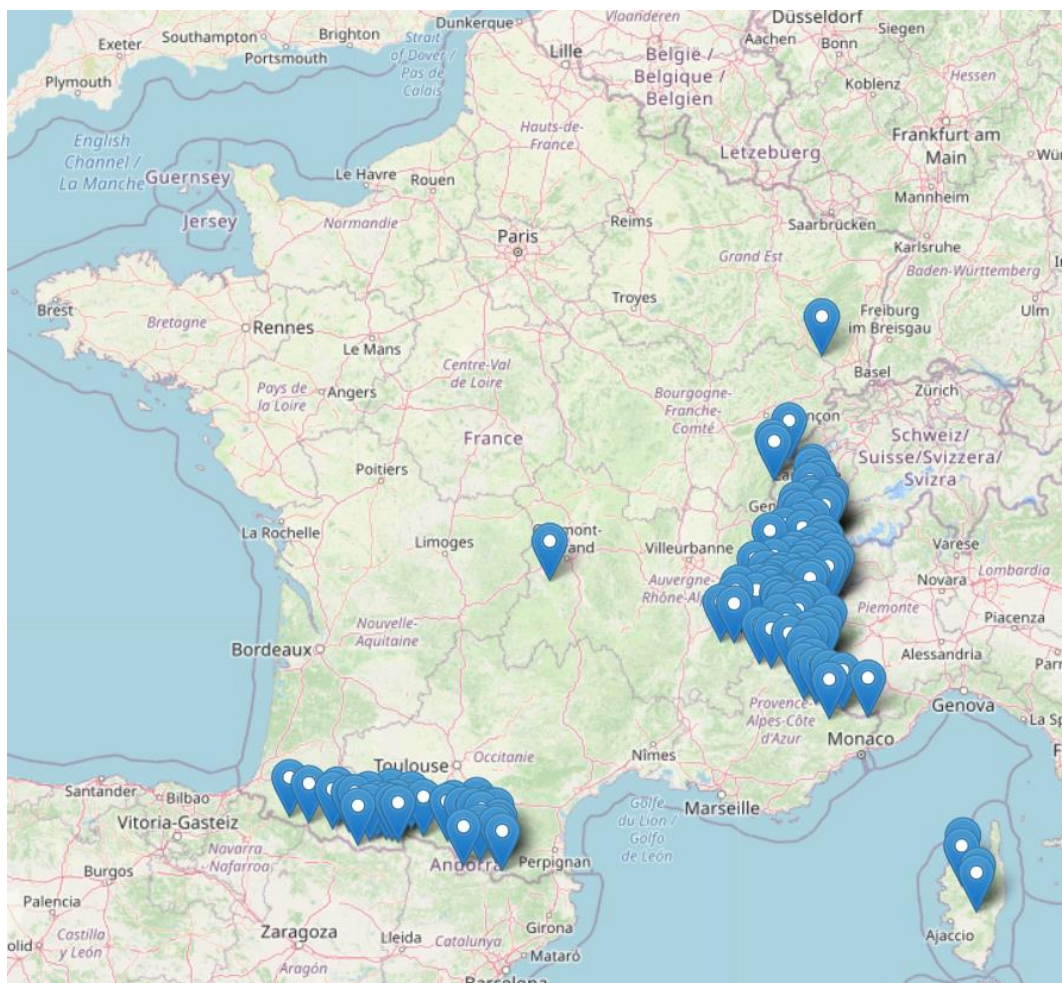 Düsseldorf
Dunkerque
Vlaanderen
Siegen
Southampton
Brighton
Strait
of Dover /
Pas de
Calais
Exeter
Portsmouth
Lille
België /
Belgique /
Belgien
Aachen
Bonn
Plymouth
Koblenz
Hessen
English
Channel /
La Manche
Hauts-de-
France
Frankfurt am
Main
Letzebuerg
Guernsey
Le Havre
Rouen
Mannheim
Jersey
Normandie
Reims
Saarbrücken
Paris
Karlsruhe
Grand Est
Baden-Württemberg
Brest
Bretagne
Rennes
Troyes
Freiburg
im Breisgau
Ulm
Le Mans
Centre-Val
de Loire
Basel
Pays de
la Loire
Angers
Bourgogne-
Franche-
Comté
Zürich
France
Schweiz/
Suisse/Svizzera/
Svizra
Poitiers
La Rochelle
Limoges
Villeurbanne
Varese
Lombardia
Auvergne-
Novara
Nouvelle-
Aquitaine
Piemonte
Piacenza
Bordeaux
Alessandria
Provence-
Alpes-Côte
d'Azur
Genova
La Sp
Occitanie
Monaco
Toulouse
Nîmes
Santander
Bilbao
Marseille
Vitoria-Gasteiz
Golfe
du Lion /
Golfo
de León
Navarra
Nafarroa
Andorra
Perpignan
Burgos
Palencia
Girona
Ajaccio
Zaragoza
Lleida
Catalunya
Castilla
y León
Mataró
Aragón
Barcelona